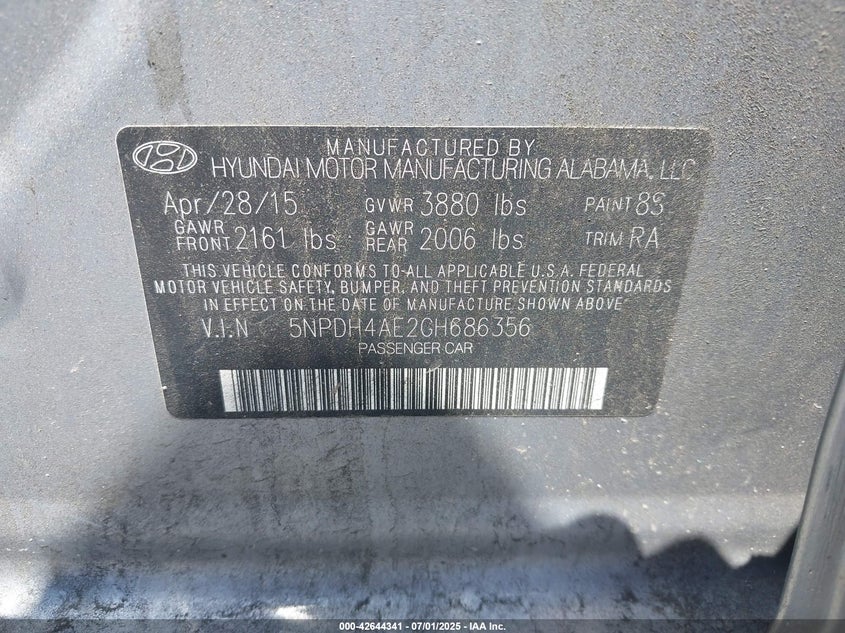 MANUFACTURED BY
HYUNDAI MOTOR MANUFACTURING ALABAMA, LLC
Apr/28/15 GVWR 3880 lbs PAINT 8S
GAWR FRONT 2161 lbs GAWR REAR 2006 lbs TRIM RA
THIS VEHICLE CONFORMS TO ALL APPLICABLE U.S.A. FEDERAL
MOTOR VEHICLE SAFETY, BUMPER, AND THEFT PREVENTION STANDARDS
IN EFFECT ON THE DATE OF MANUFACTURE SHOWN ABOVE
V.I.N 5NPDH4AE2GH686356
PASSENGER CAR
000-42644341 / 07/01/2025 - IAA Inc.